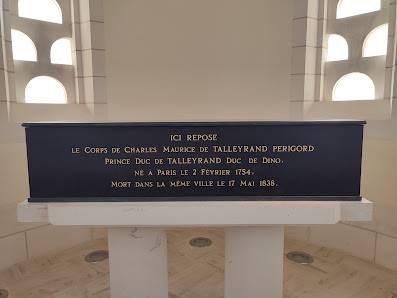 ICI REPOSE
LE CORPS DE CHARLES MAURICE DE TALLEYRAND PERIGORD
PRINCE DUC DE TALLEYRAND DUC DE DINO.
NÉ A PARIS LE 2 FÉVRIER 1754.
MORT DANS LA MÊME VILLE LE 17 MAI 1838.